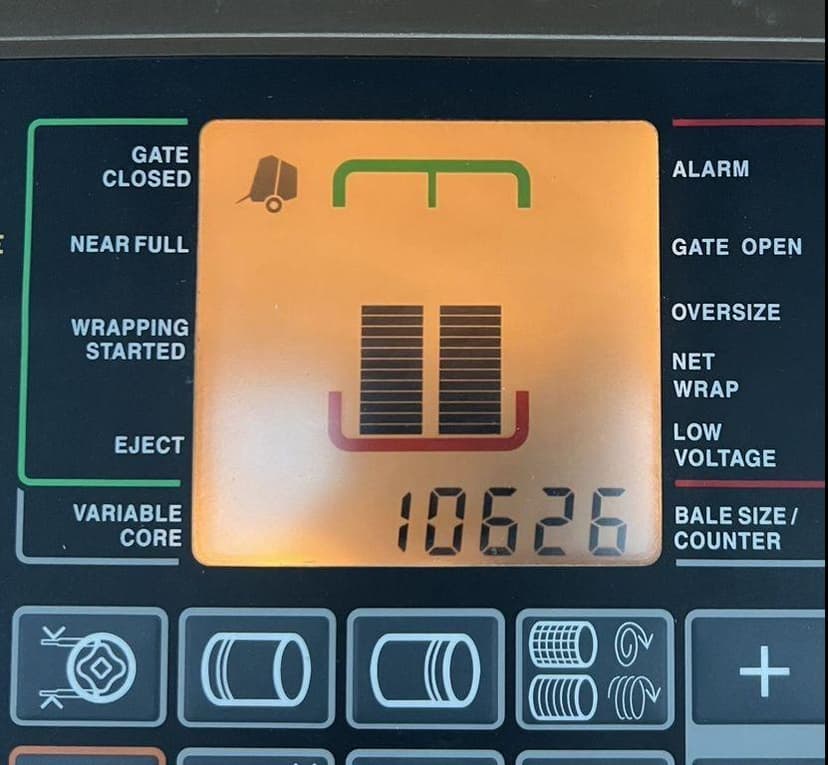 GATE
CLOSED
NEAR FULL
WRAPPING
STARTED
EJECT
VARIABLE
CORE
10626
ALARM
GATE OPEN
OVERSIZE
NET
WRAP
LOW
VOLTAGE
BALE SIZE /
COUNTER
+